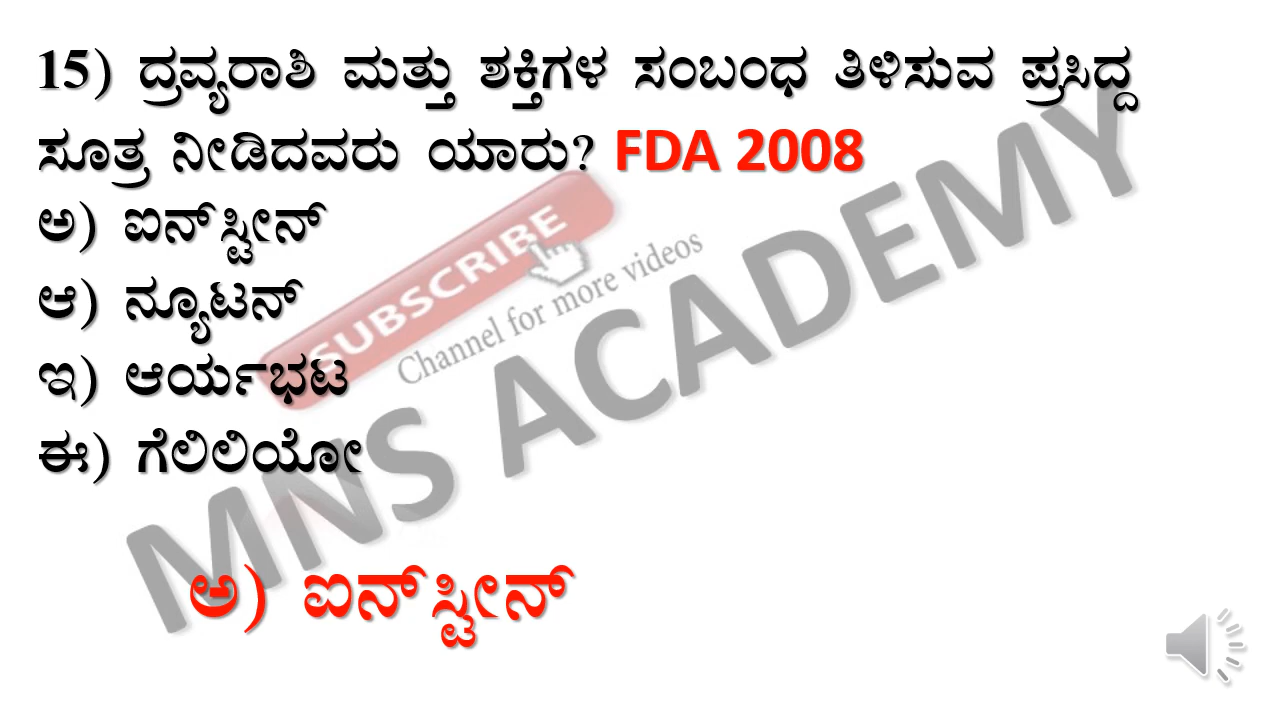 15) ದ್ರವ್ಯರಾಶಿ ಮತ್ತು ಶಕ್ತಿಗಳ ಸಂಬಂಧ ತಿಳಿಸುವ ಪ್ರಸಿದ್ದ
ಸೂತ್ರ ನೀಡಿದವರು ಯಾರು? FDA 2008
ಅ) ಐನ್‌ಸ್ಟೀನ್
ಆ) ನ್ಯೂಟನ್
ಇ) ಆರ್ಯಭಟ
ಈ) ಗೆಲಿಲಿಯೋ
ಅ) ಐನ್‌ಸ್ಟೀನ್
SUBSCRIBE
Channel for more videos
MNS ACADEMY